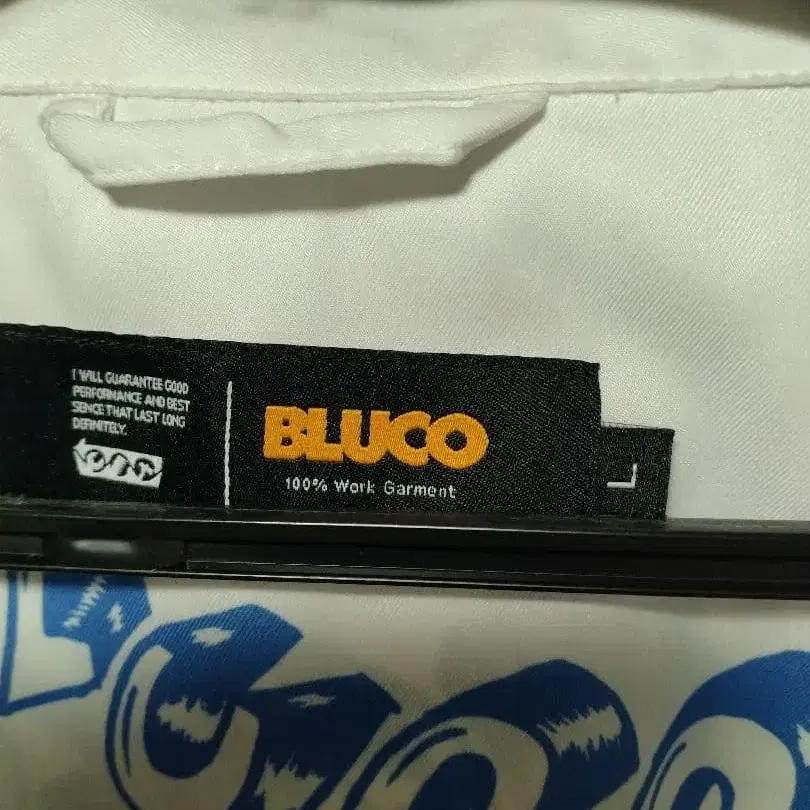 I WILL GUARANTEE GOOD
PERFORMANCE AND BEST
SENCE THAT LAST LONG
DEFINITELY.
BLUCO
100% Work Garment
L